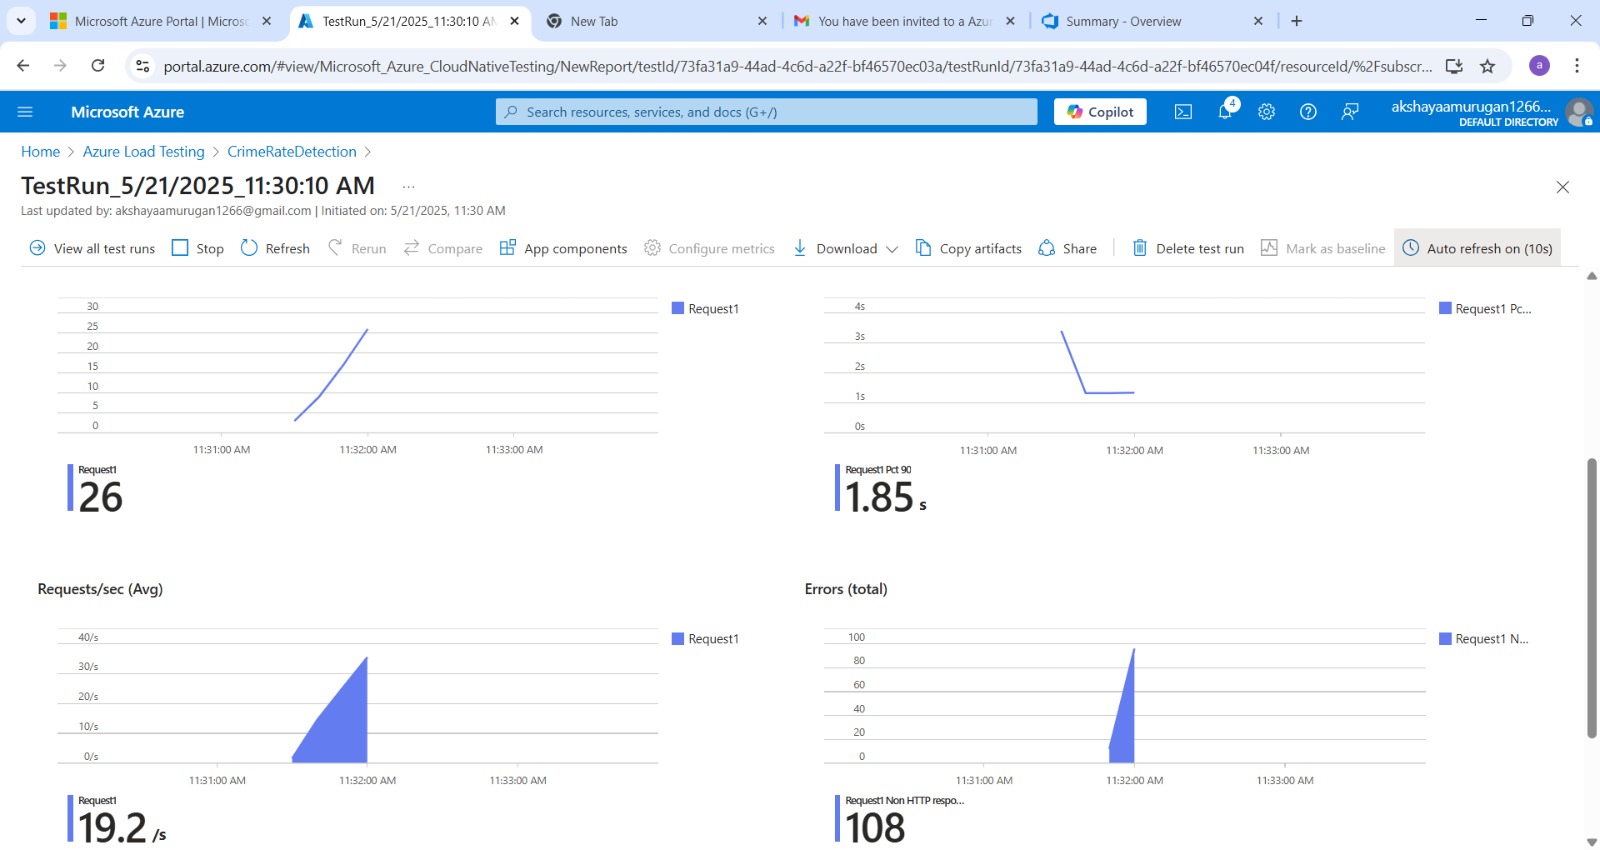 Microsoft Azure Portal | Micros
TestRun_5/21/2025_11:30:10 AM
New Tab
You have been invited to a Azu
Summary - Overview
portal.azure.com/#view/Microsoft_Azure_CloudNativeTesting/NewReport/testId/73fa31a9-44ad-4c6d-a22f-bf46570ec03a/testRunId/73fa31a9-44ad-4c6d-a22f-bf46570ec04f/resourceId/%2Fsubscr...
a
Microsoft Azure
Search resources, services, and docs (G+/)
Copilot
4
akshayaamurugan1266...
DEFAULT DIRECTORY
Home > Azure Load Testing > CrimeRateDetection >
TestRun_5/21/2025_11:30:10 AM ...
Last updated by: akshayaamurugan1266@gmail.com | Initiated on: 5/21/2025, 11:30 AM
View all test runs Stop Refresh Rerun Compare App components Configure metrics Download Copy artifacts Share Delete test run Mark as baseline Auto refresh on (10s)
30
25
20
15
10
5
0
11:31:00 AM 11:32:00 AM 11:33:00 AM
Request1
Request1
26
4s
3s
2s
1s
0s
11:31:00 AM 11:32:00 AM 11:33:00 AM
Request1 Pc...
Request1 Pct 90
1.85 s
Requests/sec (Avg)
40/s
30/s
20/s
10/s
0/s
11:31:00 AM 11:32:00 AM 11:33:00 AM
Request1
Request1
19.2 /s
Errors (total)
100
80
60
40
20
0
11:31:00 AM 11:32:00 AM 11:33:00 AM
Request1 N...
Request1 Non HTTP respo...
108